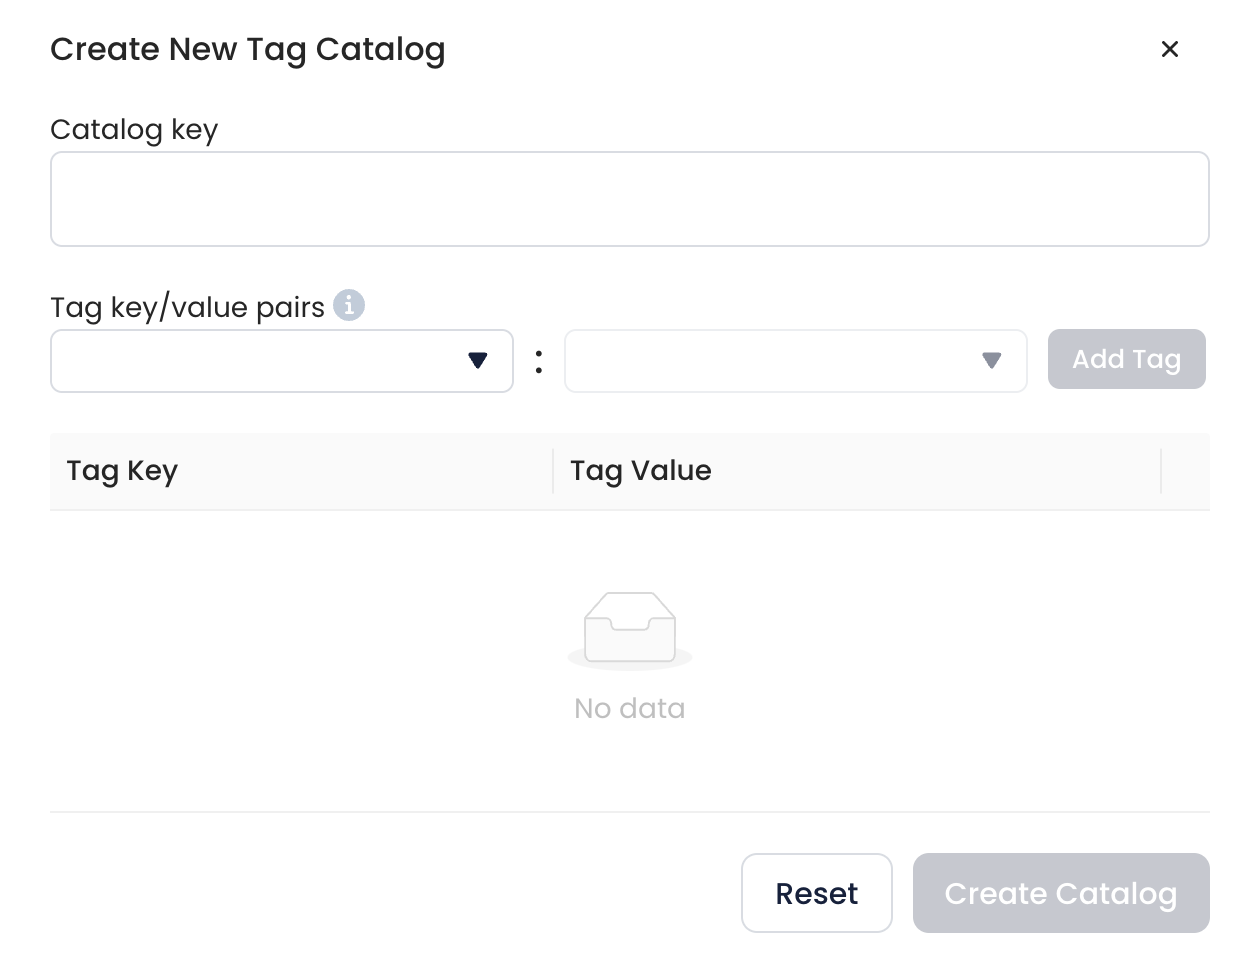 Create New Tag Catalog
Catalog key
Tag key/value pairs
:
Add Tag
Tag Key
Tag Value
No data
Reset
Create Catalog